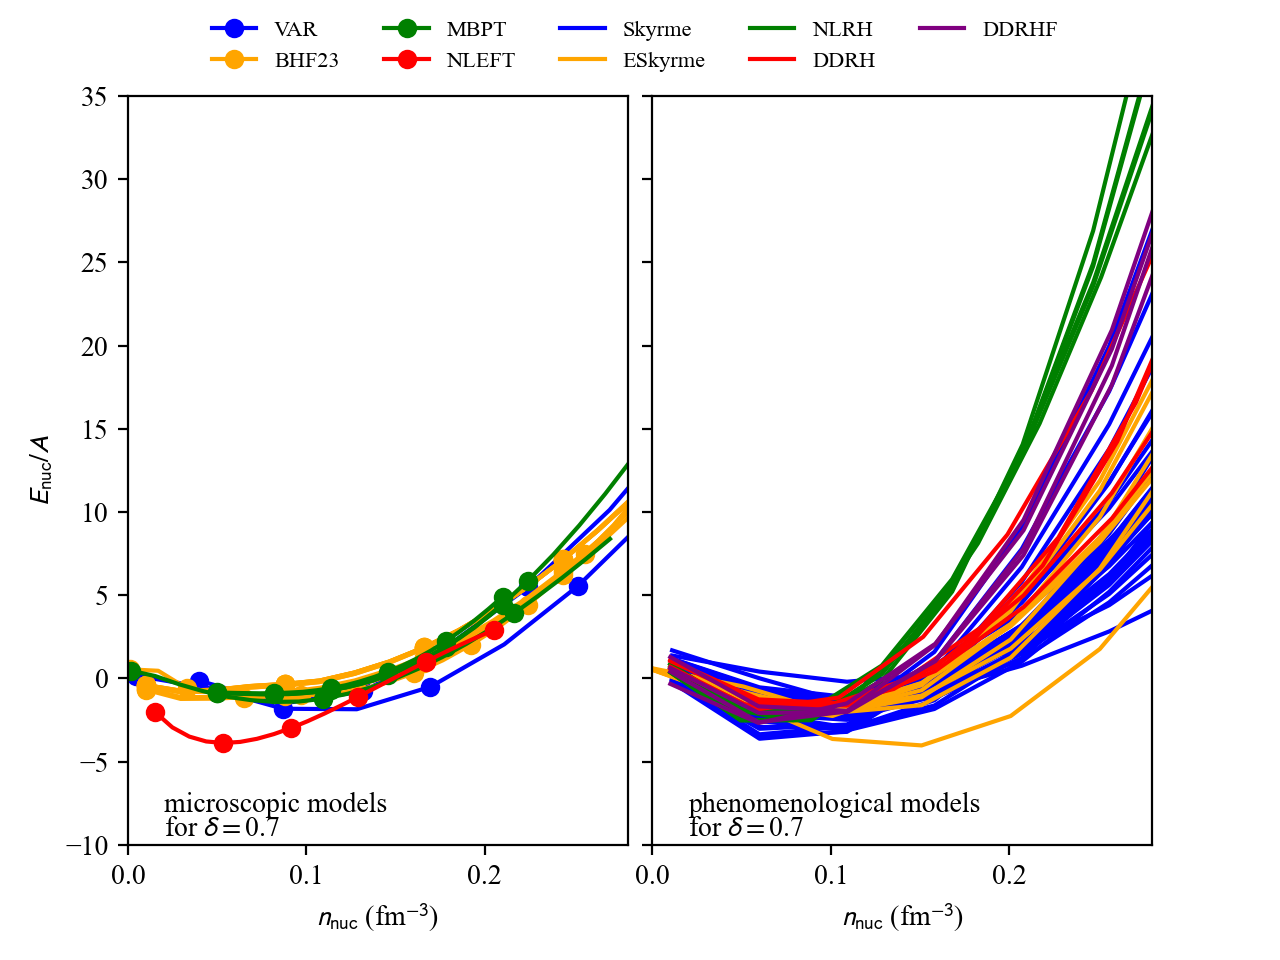 VAR MBPT Skyrme NLRH DDRHF
BHF23 NLEFT ESkyrme DDRH
35
30
25
20
15
10
5
0
−5
−10
E_nuc/A
microscopic models
for δ = 0.7
phenomenological models
for δ = 0.7
0.0 0.1 0.2 0.0 0.1 0.2
n_nuc (fm⁻³) n_nuc (fm⁻³)